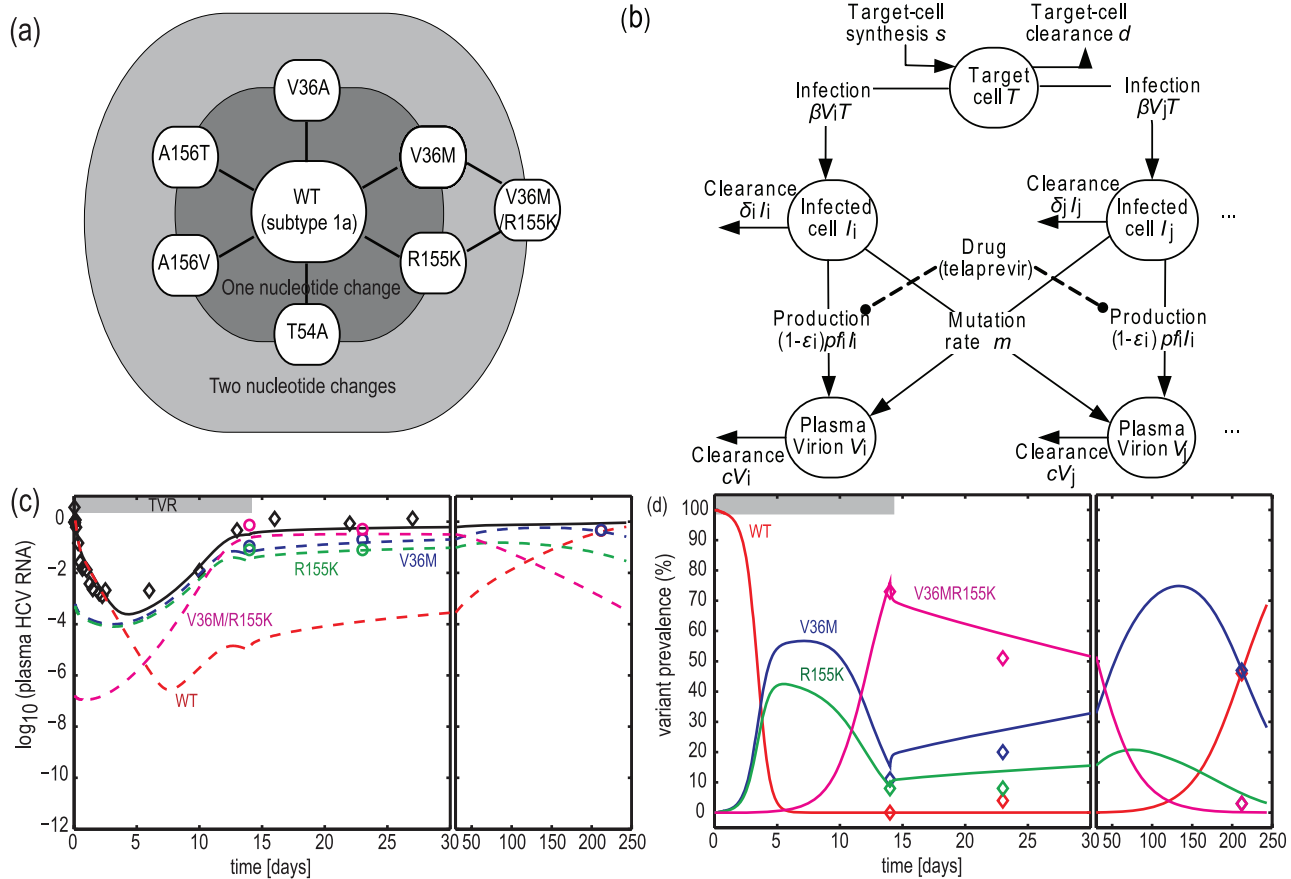 (a)
V36A
A156T
V36M
WT
(subtype 1a)
V36M
/R155K
A156V
R155K
One nucleotide change
T54A
Two nucleotide changes
(b)
Target-cell
synthesis s
Target-cell
clearance d
Target
cell T
Infection
βViT
Infection
βVjT
Clearance
δi Ii
Infected
cell Ii
Clearance
δj Ij
Infected
cell Ij
...
Drug
(telaprevir)
Production
(1-εi) pfiIi
Mutation
rate m
Production
(1-εi) pfiIi
Plasma
Virion Vi
Plasma
Virion Vj
...
Clearance
cVi
Clearance
cVj
(c)
TVR
log10(plasma HCV RNA)
0
−2
−4
−6
−8
−10
−12
R155K
V36M
V36M/R155K
WT
0 5 10 15 20 25 30 50 100 150 200 250
time [days]
(d)
variant prevalence (%)
100
90
80
70
60
50
40
30
20
10
0
WT
V36MR155K
V36M
R155K
0 5 10 15 20 25 30 50 100 150 200 250
time [days]